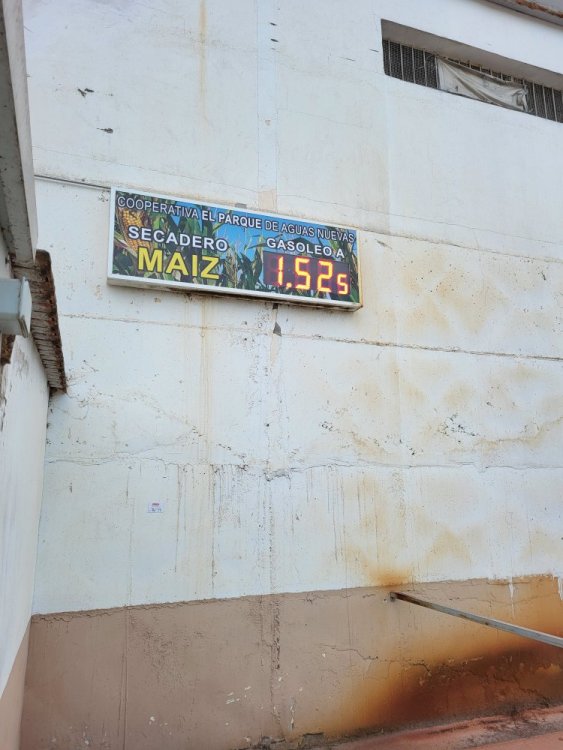 COOPERATIVA EL PARQUE DE AGUAS NUEVAS
SECADERO
MAIZ
GASOLEO A
1.525